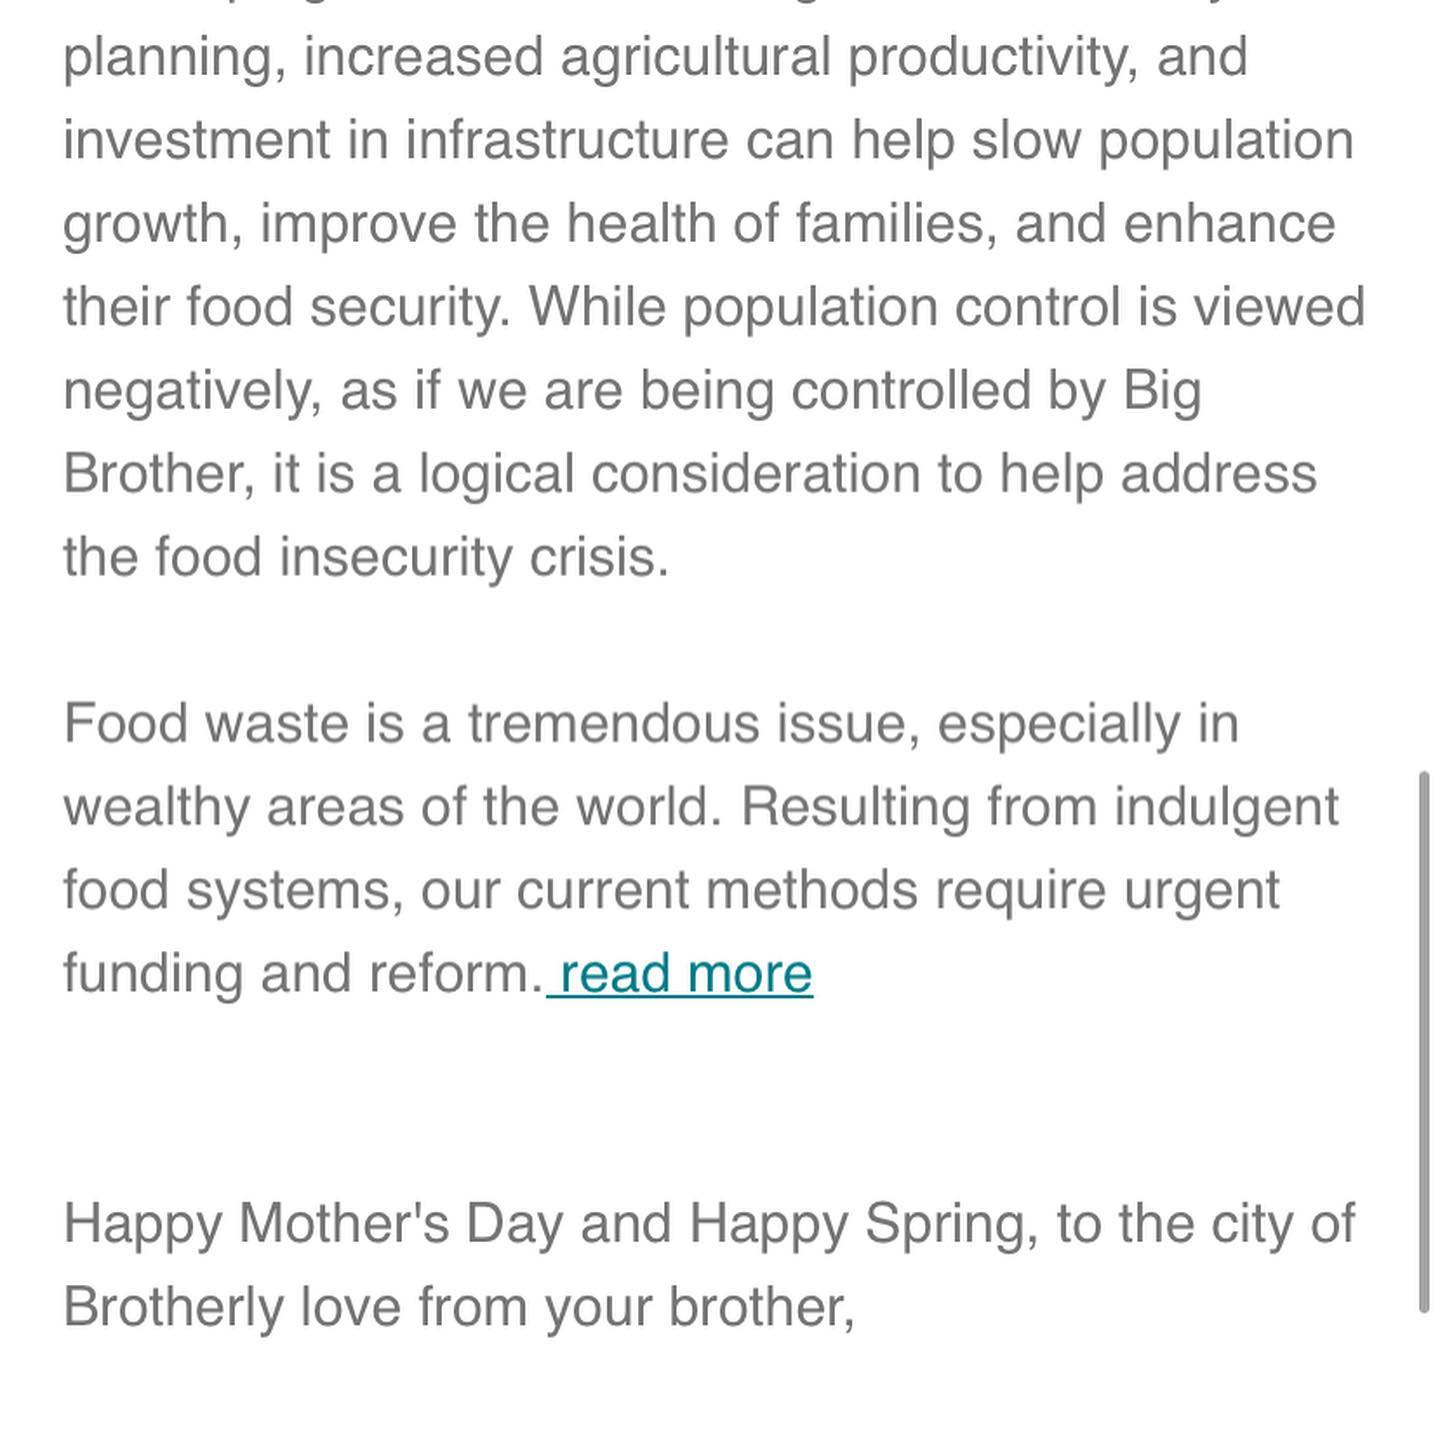 planning, increased agricultural productivity, and
investment in infrastructure can help slow population
growth, improve the health of families, and enhance
their food security. While population control is viewed
negatively, as if we are being controlled by Big
Brother, it is a logical consideration to help address
the food insecurity crisis.
Food waste is a tremendous issue, especially in
wealthy areas of the world. Resulting from indulgent
food systems, our current methods require urgent
funding and reform. read more
Happy Mother's Day and Happy Spring, to the city of
Brotherly love from your brother,